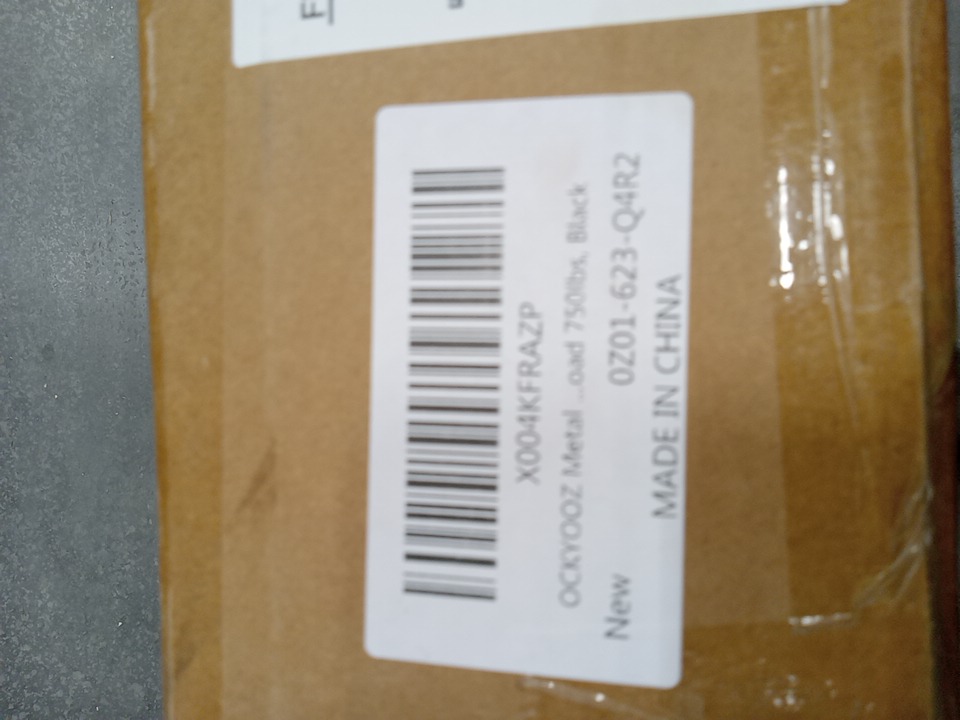 F
X004KFRAZP
OCKYOOZ Metal ...oad 750lbs, Black
New 0Z01-623-Q4R2
MADE IN CHINA